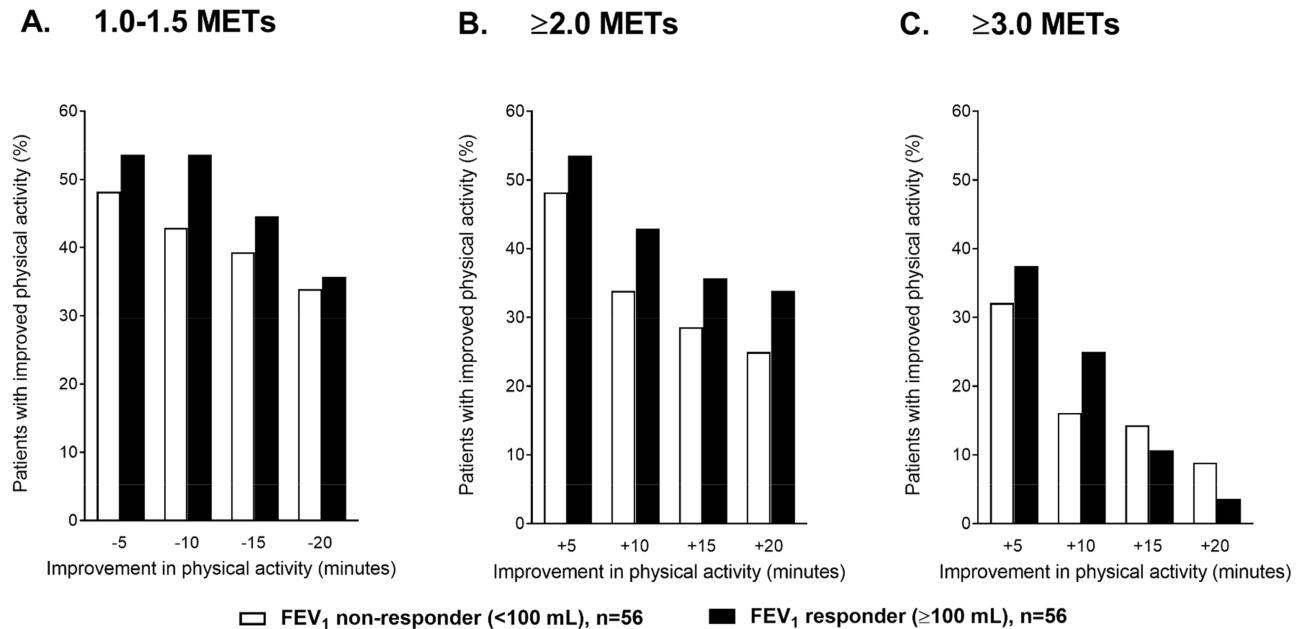 A. 1.0-1.5 METs
B. ≥2.0 METs
C. ≥3.0 METs
Patients with improved physical activity (%)
60
50
40
30
20
10
0
-5 -10 -15 -20
Improvement in physical activity (minutes)
Patients with improved physical activity (%)
60
50
40
30
20
10
0
+5 +10 +15 +20
Improvement in physical activity (minutes)
Patients with improved physical activity (%)
60
50
40
30
20
10
0
+5 +10 +15 +20
Improvement in physical activity (minutes)
FEV₁ non-responder (<100 mL), n=56
FEV₁ responder (≥100 mL), n=56